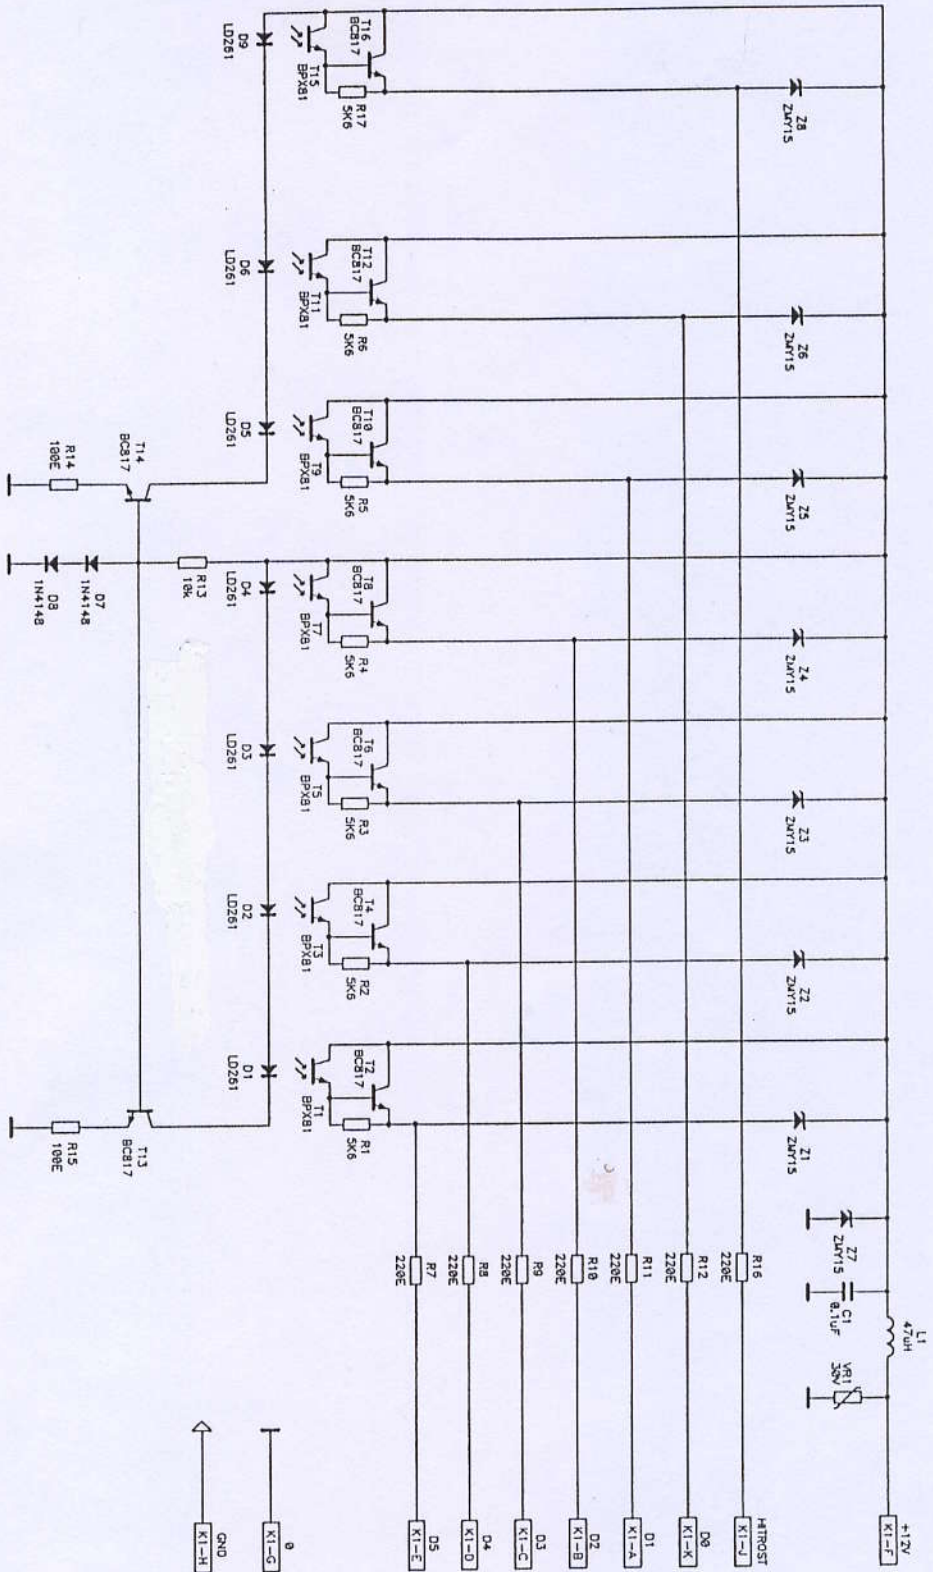 D9
LD261
T15
BPX81
T16
BC817
R17
5K6
Z8
ZMY15
D6
LD261
T11
BPX81
T12
BC817
R6
5K6
Z6
ZMY15
D5
LD261
T9
BPX81
T10
BC817
R5
5K6
Z5
ZMY15
R14
100E
T14
BC817
D8
1N4148
D7
1N4148
R13
10k
D4
LD261
T7
BPX81
T8
BC817
R4
5K6
Z4
ZMY15
D3
LD261
T5
BPX81
T6
BC817
R3
5K6
Z3
ZMY15
D2
LD261
T3
BPX81
T4
BC817
R2
5K6
Z2
ZMY15
D1
LD261
T1
BPX81
T2
BC817
R1
5K6
Z1
ZMY15
R15
100E
T13
BC817
R7
220E
R8
220E
R9
220E
R10
220E
R11
220E
R12
220E
R16
220E
Z7
ZMY15
C1
0.1uF
L1
47uH
VR1
30V
+12V
K1-F
HITROST
K1-J
D0
K1-K
D1
K1-A
D2
K1-B
D3
K1-C
D4
K1-D
D5
K1-E
0
K1-G
GND
K1-H